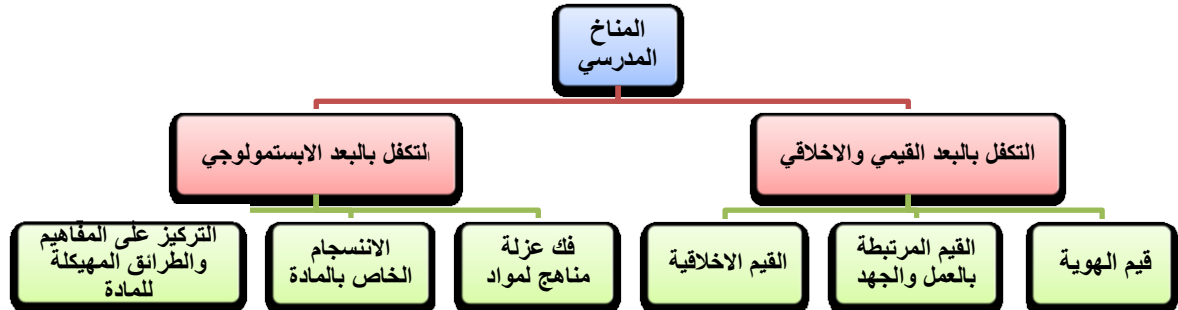 المناخ
المدرسي
التكفل بالبعد القيمي والاخلاقي
لتكفل بالبعد الابستمولوجي
قيم الهوية
القيم المرتبطة
بالعمل والجهد
القيم الاخلاقية
فك عزلة
مناهج لمواد
الاننسجام
الخاص بالمادة
التركيز على المفاهيم
والطرائق المهيكلة
للمادة